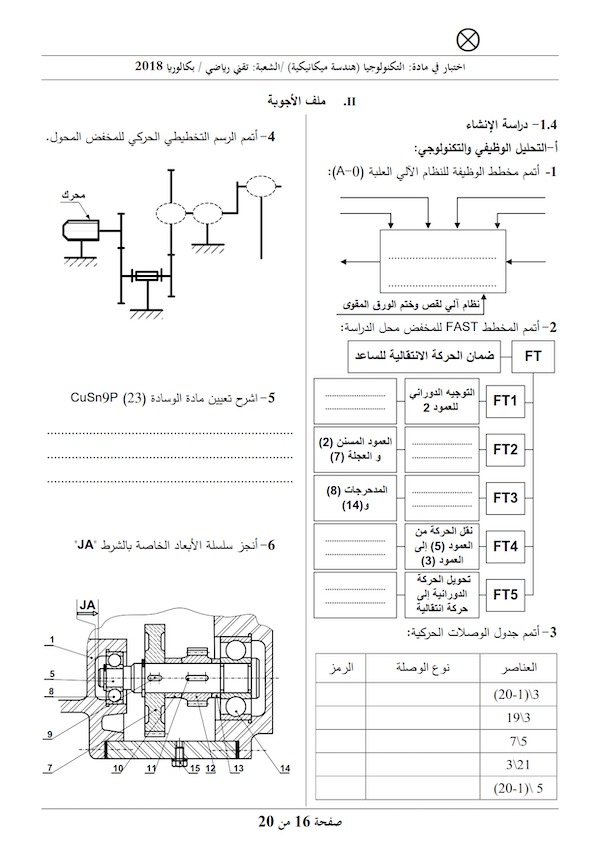 اختبار في مادة: التكنولوجيا (هندسة ميكانيكية) /الشعبة: تقني رياضي / بكالوريا 2018
II. ملف الأجوبة
1.4- دراسة الإنشاء
أ-التحليل الوظيفي والتكنولوجي:
1- أتمم مخطط الوظيفة للنظام الآلي العلبة (A-0):
........................................
........................................
نظام آلي لقص وختم الورق المقوى
2- أتمم المخطط FAST للمخفض محل الدراسة:
FT
ضمان الحركة الانتقالية للساعد
FT1
التوجيه الدوراني
للعمود 2
........................
........................
FT2
........................
........................
العمود المسنن (2)
و العجلة (7)
FT3
........................
........................
المدحرجات (8)
و(14)
FT4
نقل الحركة من
العمود (5) إلى
العمود (3)
........................
........................
FT5
تحويل الحركة
الدورانية إلى
حركة انتقالية
........................
........................
3- أتمم جدول الوصلات الحركية:
العناصر
نوع الوصلة
الرمز
3\(1-20)
3\19
5\7
21\3
5 \(1-20)
4- أتمم الرسم التخطيطي الحركي للمخفض المحول.
محرك
5- اشرح تعيين مادة الوسادة (23) CuSn9P
........................................................
........................................................
........................................................
6- أنجز سلسلة الأبعاد الخاصة بالشرط "JA"
JA
1
5
8
9
7
10
11
15
12
13
14
صفحة 16 من 20